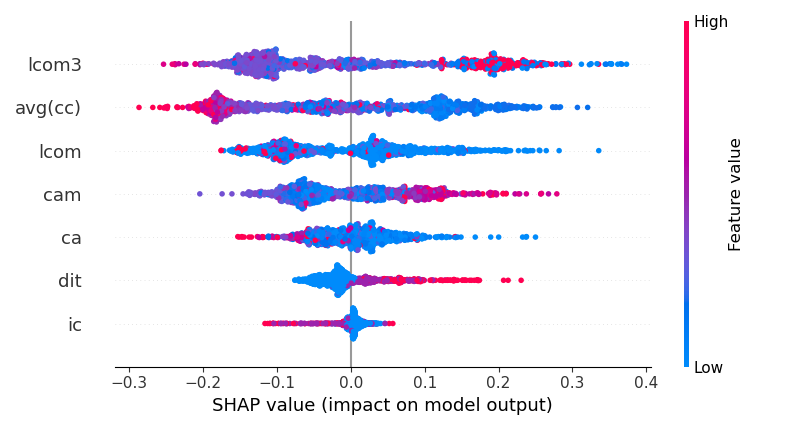 High
lcom3
avg(cc)
lcom
cam
ca
dit
ic
Feature value
Low
−0.3 −0.2 −0.1 0.0 0.1 0.2 0.3 0.4
SHAP value (impact on model output)